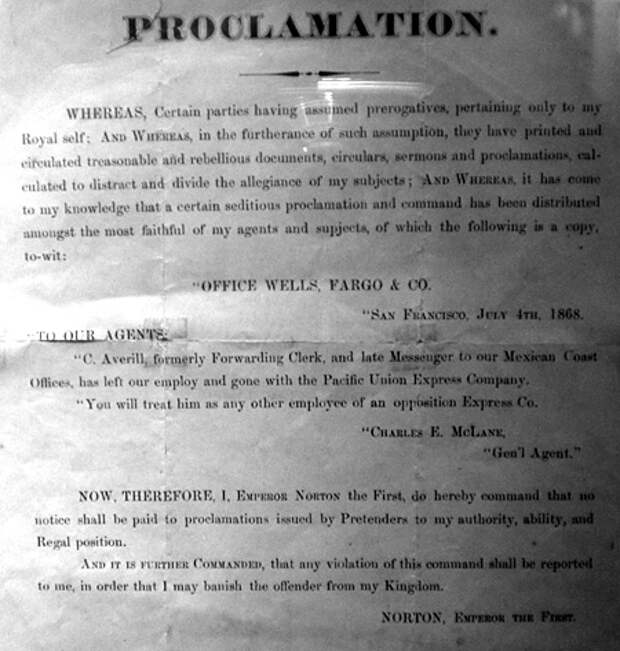 PROCLAMATION.
WHEREAS, Certain parties having assumed prerogatives, pertaining only to my
Royal self; AND WHEREAS, in the furtherance of such assumption, they have printed and
circulated treasonable and rebellious documents, circulars, sermons and proclamations, cal-
culated to distract and divide the allegiance of my subjects; AND WHEREAS, it has come
to my knowledge that a certain seditious proclamation and command has been distributed
amongst the most faithful of my agents and supjects, of which the following is a copy,
to-wit:
"OFFICE WELLS, FARGO & CO.
"SAN FRANCISCO, JULY 4TH, 1868.
"TO OUR AGENTS:
"C. Averill, formerly Forwarding Clerk, and late Messenger to our Mexican Coast
Offices, has left our employ and gone with the Pacific Union Express Company.
"You will treat him as any other employee of an opposition Express Co.
"CHARLES E. McLANE,
"Gen'l Agent."
NOW, THEREFORE, I, EMPEROR NORTON the First, do hereby command that no
notice shall be paid to proclamations issued by Pretenders to my authority, ability, and
Regal position.
AND IT IS FURTHER COMMANDED, that any violation of this command shall be reported
to me, in order that I may banish the offender from my Kingdom.
NORTON, EMPEROR THE FIRST.